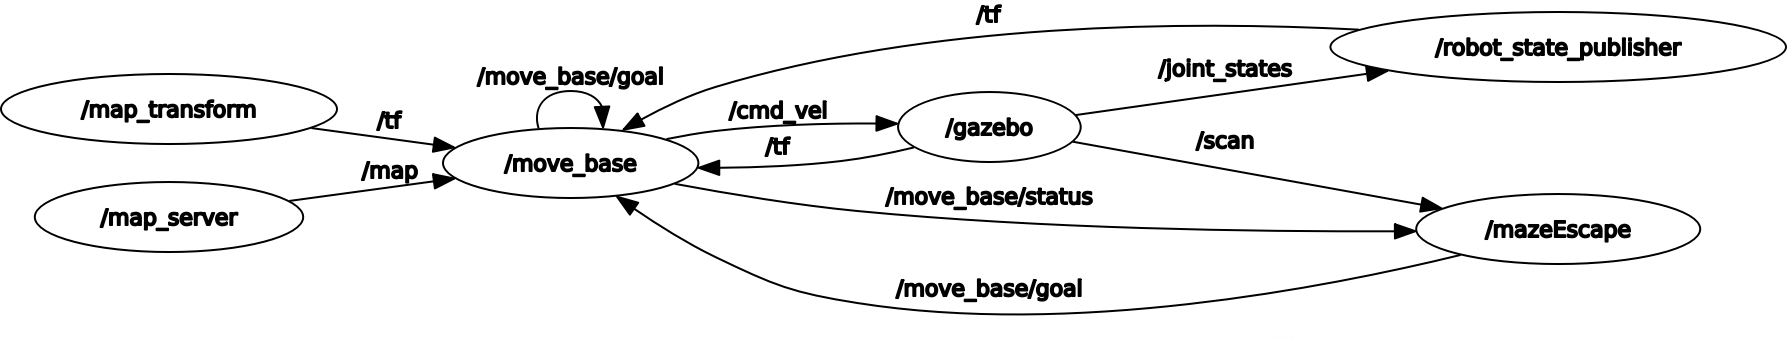 /tf
/robot_state_publisher
/move_base/goal
/joint_states
/map_transform
/tf
/cmd_vel
/gazebo
/tf
/scan
/map
/move_base
/move_base/status
/map_server
/mazeEscape
/move_base/goal